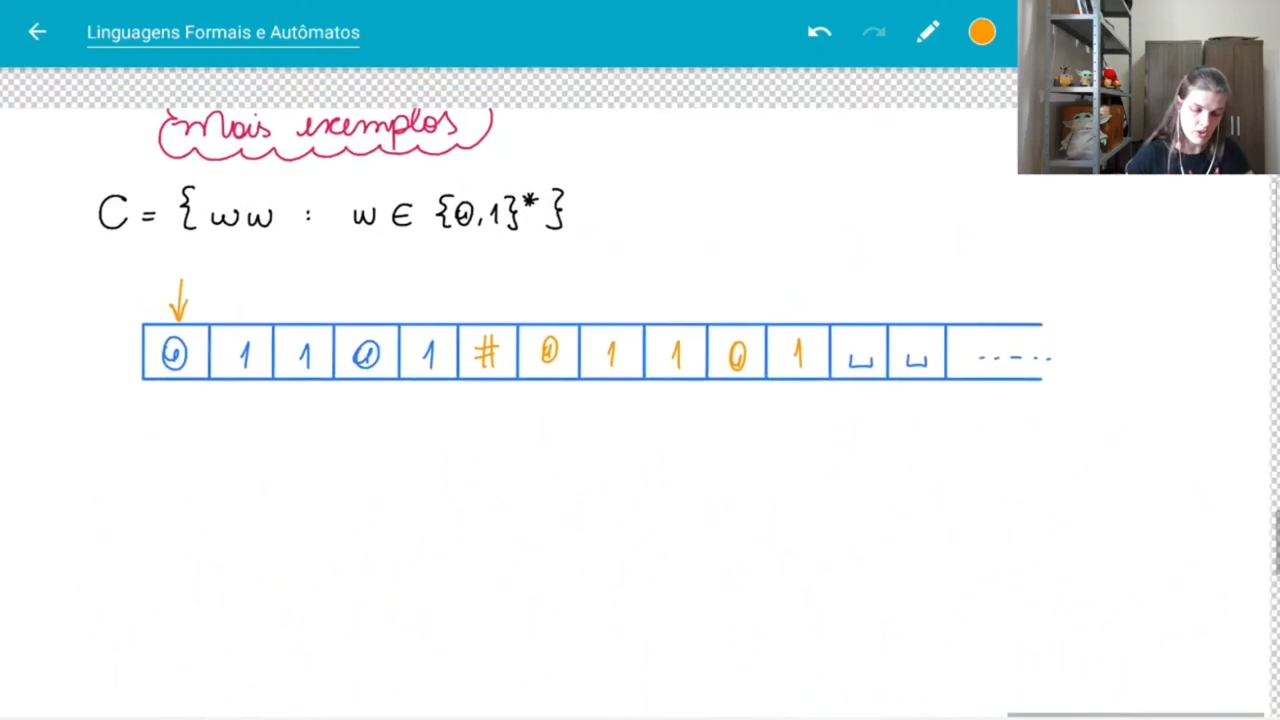 Linguagens Formais e Autômatos
Mais exemplos
C = { ww : w ∈ {0,1}* }
0 1 1 0 1 # 0 1 1 0 1 ⊔ ⊔ ......